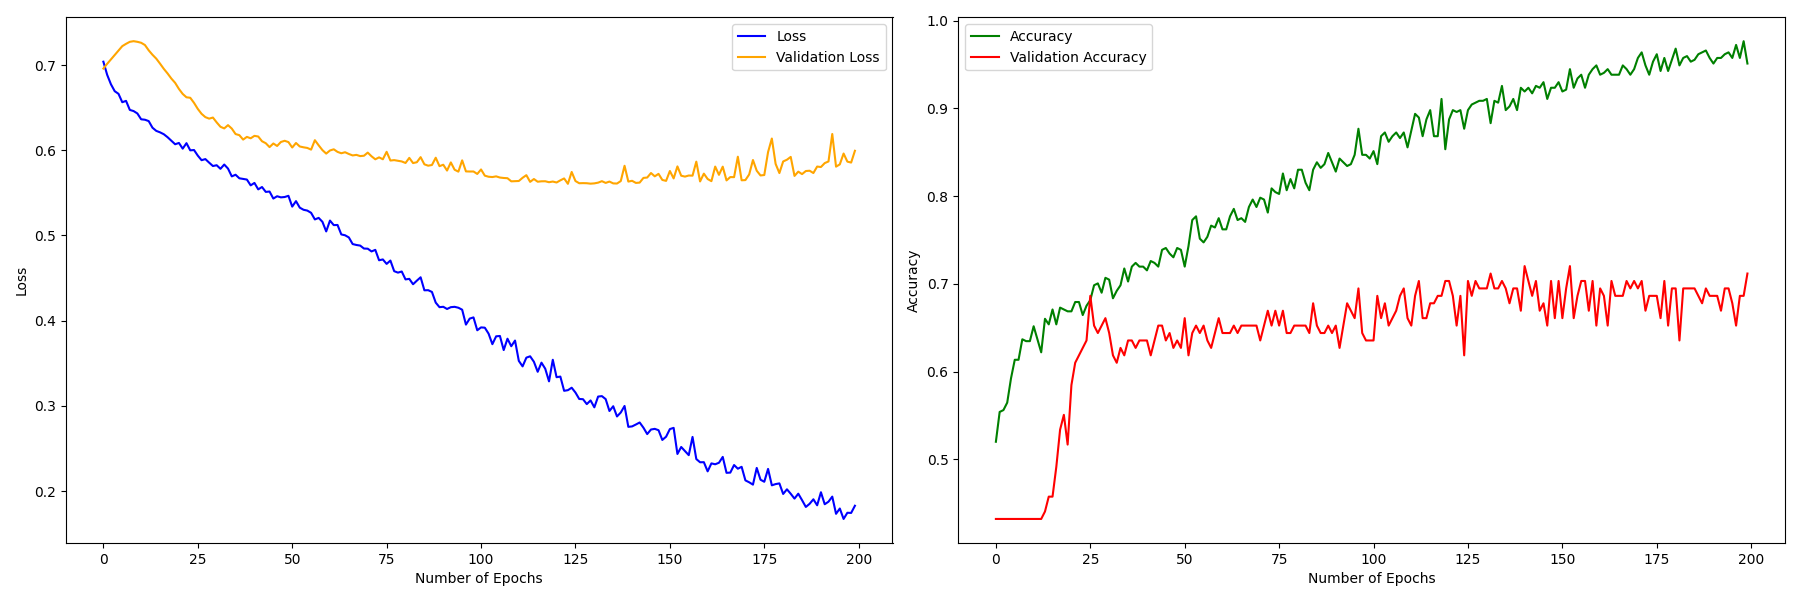 Loss
Validation Loss
0.7
0.6
0.5
0.4
0.3
0.2
Loss
0 25 50 75 100 125 150 175 200
Number of Epochs
Accuracy
Validation Accuracy
1.0
0.9
0.8
0.7
0.6
0.5
Accuracy
0 25 50 75 100 125 150 175 200
Number of Epochs